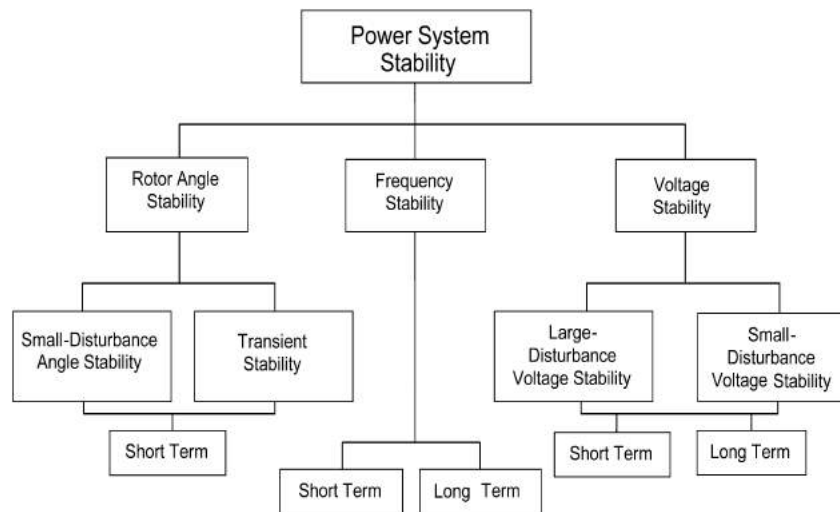 Power System
Stability
Rotor Angle
Stability
Frequency
Stability
Voltage
Stability
Small-Disturbance
Angle Stability
Transient
Stability
Large-
Disturbance
Voltage Stability
Small-
Disturbance
Voltage Stability
Short Term
Short Term
Long Term
Short Term
Long Term